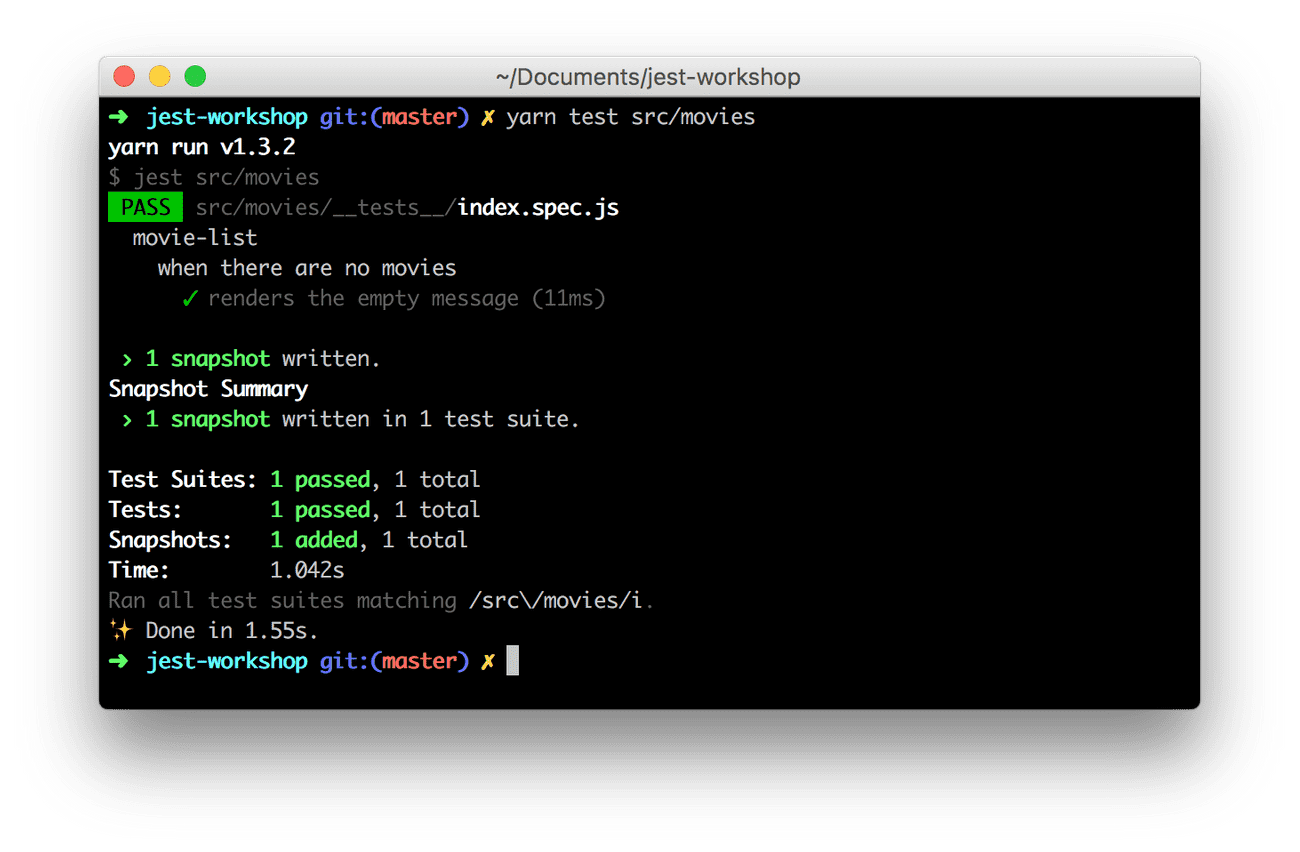 ~/Documents/jest-workshop
➜ jest-workshop git:(master) ✗ yarn test src/movies
yarn run v1.3.2
$ jest src/movies
PASS src/movies/__tests__/index.spec.js
movie-list
when there are no movies
✓ renders the empty message (11ms)
› 1 snapshot written.
Snapshot Summary
› 1 snapshot written in 1 test suite.
Test Suites: 1 passed, 1 total
Tests: 1 passed, 1 total
Snapshots: 1 added, 1 total
Time: 1.042s
Ran all test suites matching /src\/movies/i.
✨ Done in 1.55s.
➜ jest-workshop git:(master) ✗